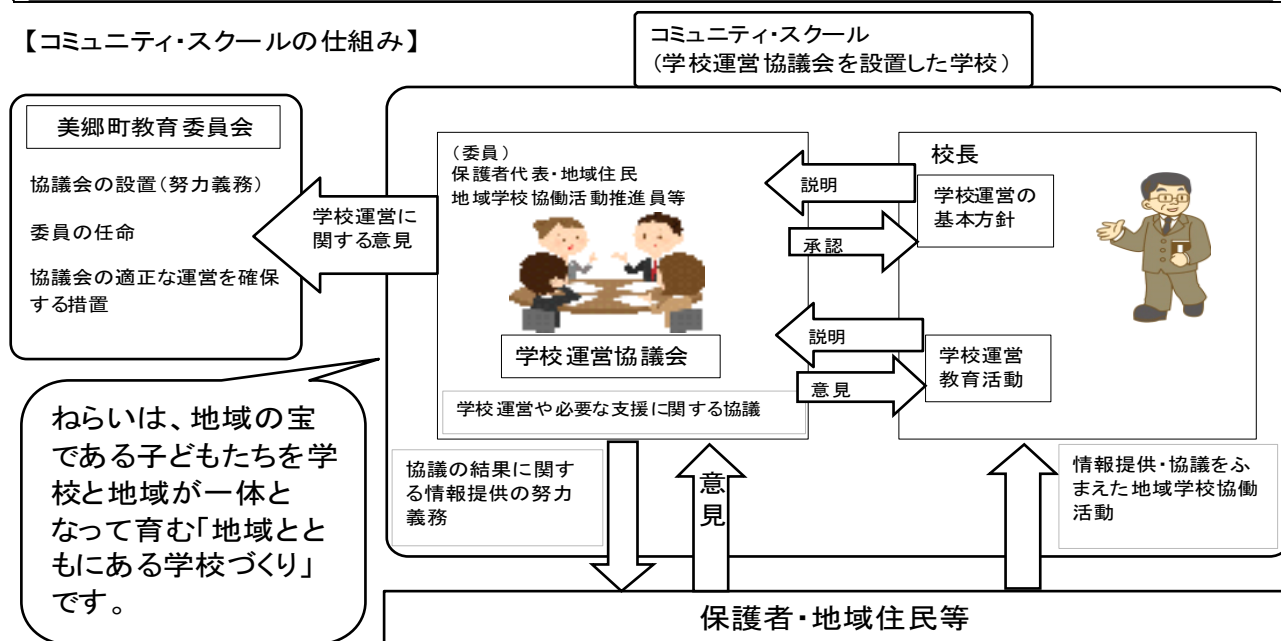 【コミュニティ・スクールの仕組み】
コミュニティ・スクール
(学校運営協議会を設置した学校)
美郷町教育委員会
協議会の設置(努力義務)
委員の任命
協議会の適正な運営を確保
する措置
学校運営に
関する意見
(委員)
保護者代表・地域住民
地域学校協働活動推進員等
学校運営協議会
学校運営や必要な支援に関する協議
説明
承認
説明
意見
校長
学校運営の
基本方針
学校運営
教育活動
ねらいは、地域の宝
である子どもたちを学
校と地域が一体と
なって育む「地域とと
もにある学校づくり」
です。
協議の結果に関す
る情報提供の努力
義務
意
見
情報提供・協議をふ
まえた地域学校協働
活動
保護者・地域住民等